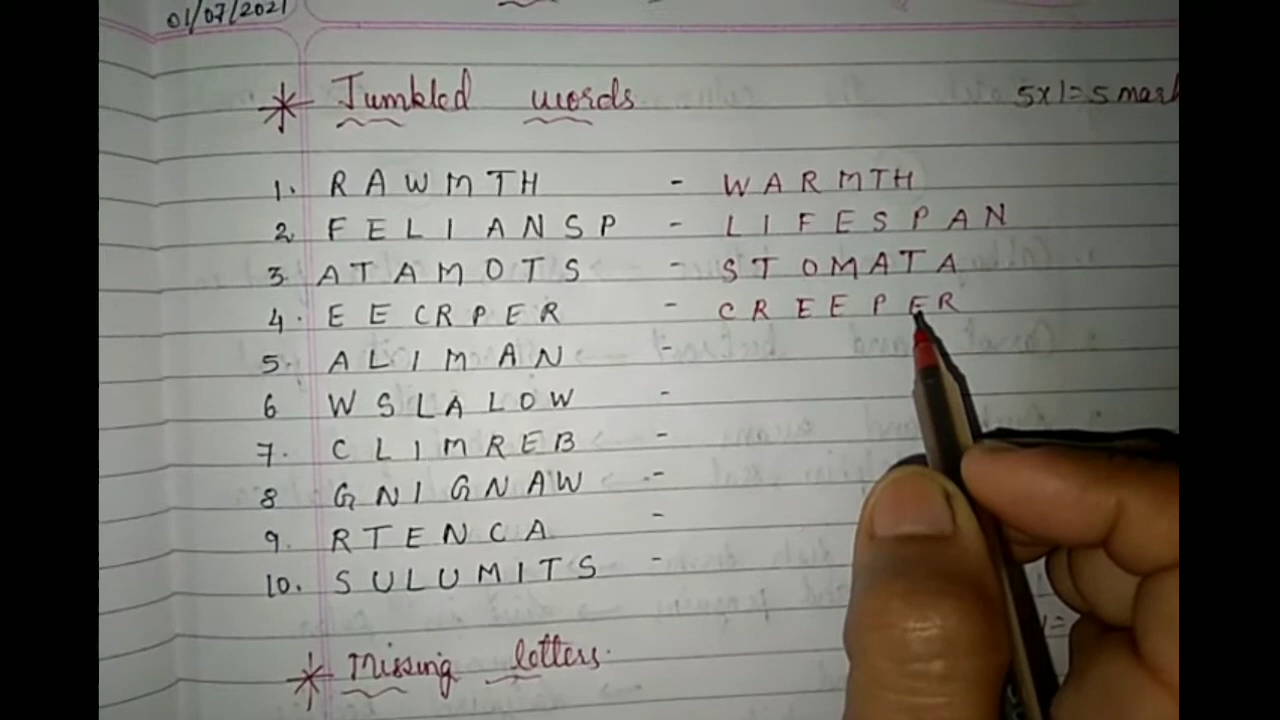 01/07/2021
* Jumbled words 5x1=5 mark
1. RAWMTH - WARMTH
2 FELIANSP - LIFESPAN
3. ATAMOTS - STOMATA
4. EECRPER - CREEPER
5. ALIMAN -
6 WSLALOW -
7. CLIMREB -
8 GNIGNAW -
9. RTENCA -
10. SULUMITS -
* Missing letters.